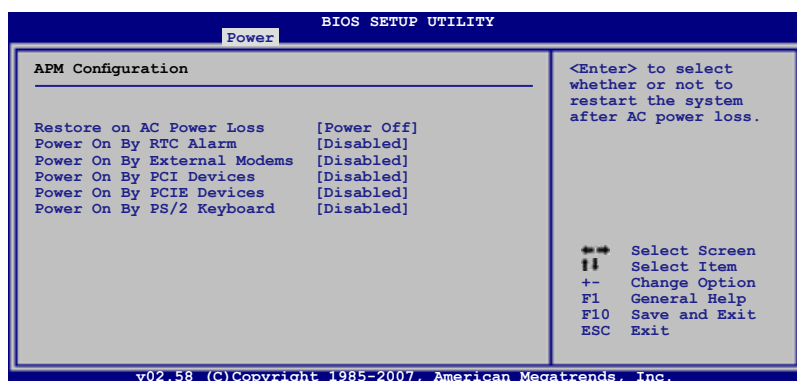 BIOS SETUP UTILITY
Power
APM Configuration
Restore on AC Power Loss [Power Off]
Power On By RTC Alarm [Disabled]
Power On By External Modems [Disabled]
Power On By PCI Devices [Disabled]
Power On By PCIE Devices [Disabled]
Power On By PS/2 Keyboard [Disabled]
<Enter> to select
whether or not to
restart the system
after AC power loss.
Select Screen
Select Item
+- Change Option
F1 General Help
F10 Save and Exit
ESC Exit
v02.58 (C)Copyright 1985-2007, American Megatrends, Inc.